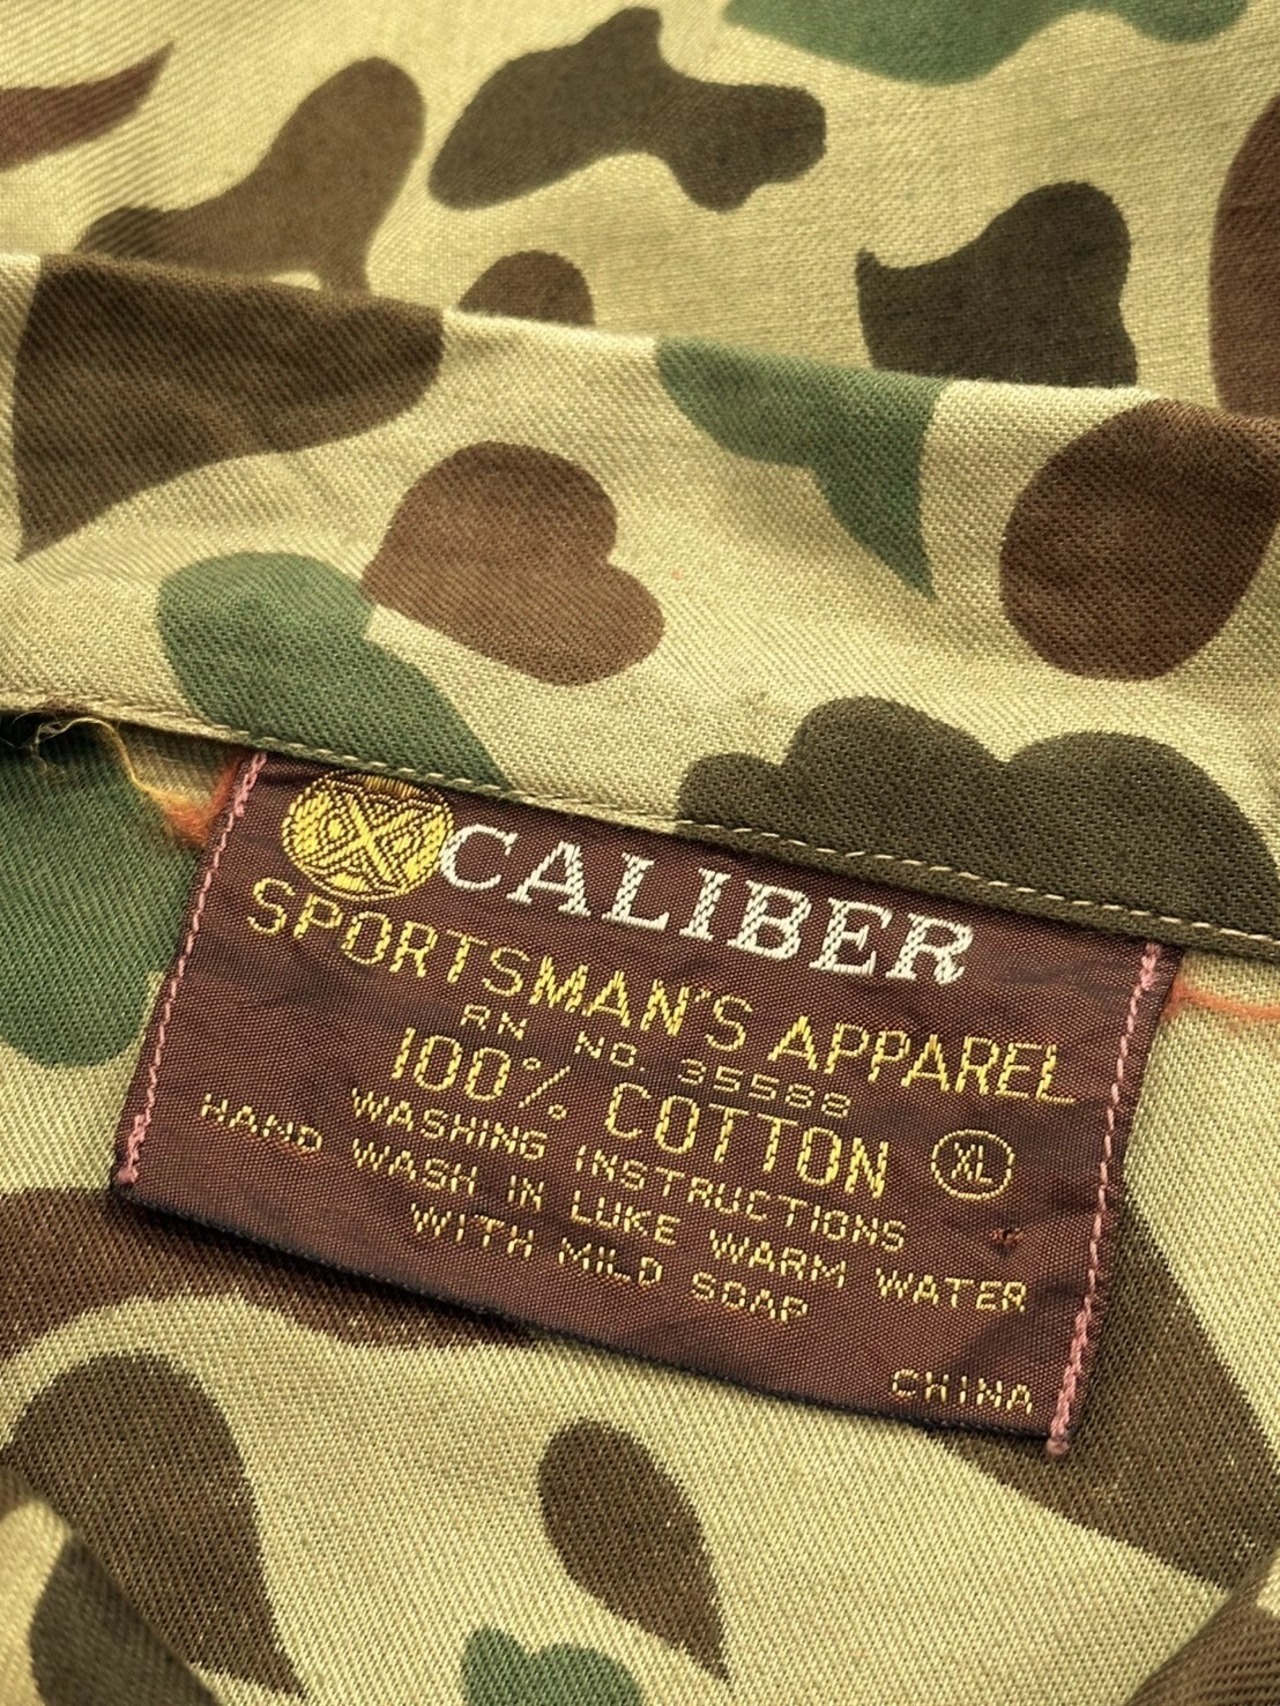 CALIBER
SPORTSMAN'S APPAREL
RN NO. 35588
100% COTTON XL
WASHING INSTRUCTIONS
HAND WASH IN LUKE WARM WATER
WITH MILD SOAP
CHINA